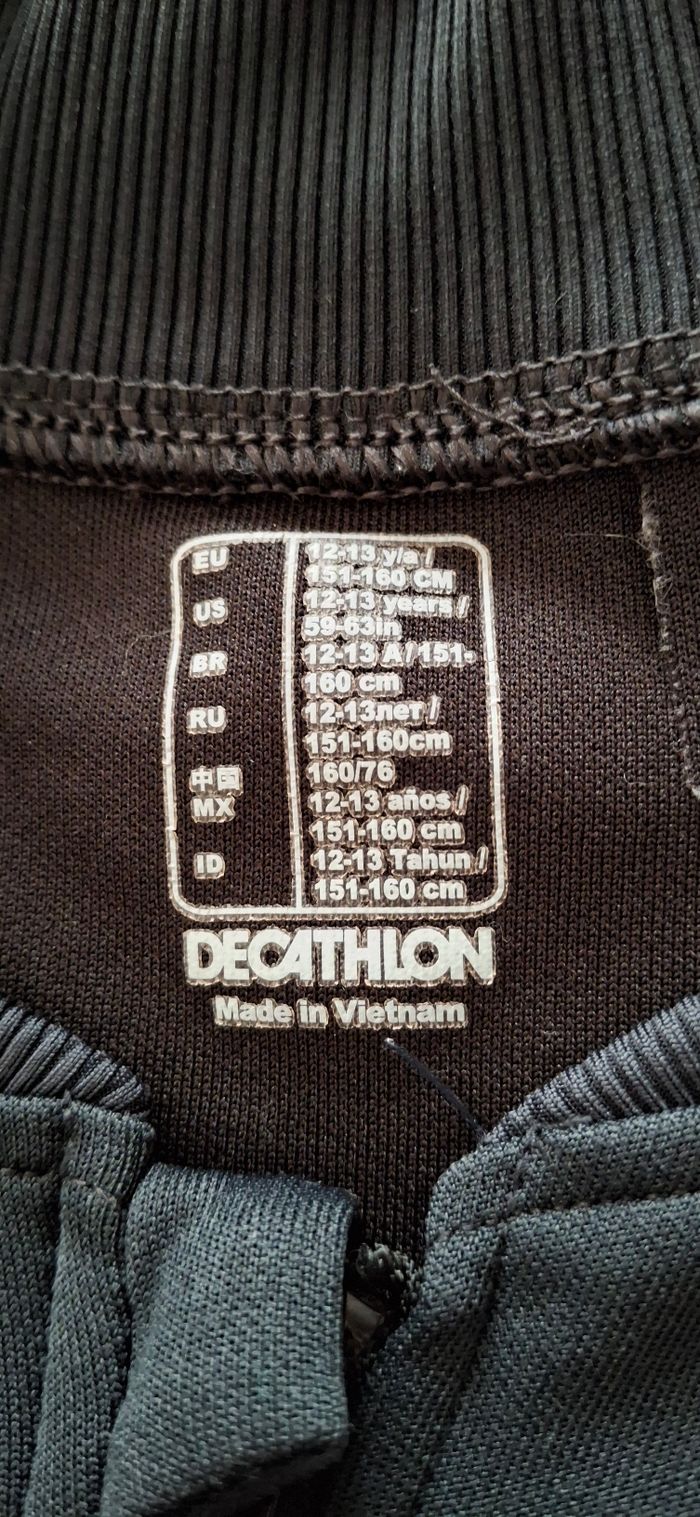 EU 12-13 y/a /
151-160 CM
US 12-13 years /
59-63in
BR 12-13 A/151-
160 cm
RU 12-13лет /
151-160cm
中国 160/76
MX 12-13 años /
151-160 cm
ID 12-13 Tahun /
151-160 cm
DECATHLON
Made in Vietnam